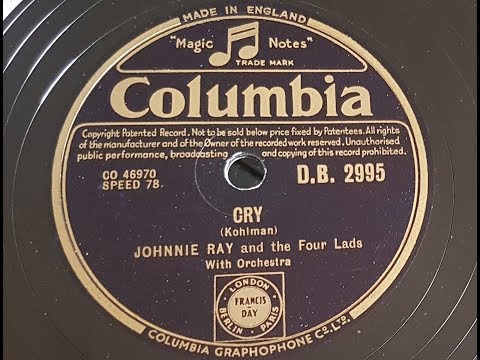 MADE IN ENGLAND
"Magic Notes"
TRADE MARK
Columbia
Copyright Patented Record. Not to be sold below price fixed by Patentees. All rights
of the manufacturer and of the Owner of the recorded work reserved. Unauthorised
public performance, broadcasting and copying of this record prohibited.
CO 46970
SPEED 78.
D.B. 2995
CRY
(Kohlman)
JOHNNIE RAY and the Four Lads
With Orchestra
LONDON
FRANCIS
DAY
BERLIN PARIS
COLUMBIA GRAPHOPHONE Co. LTD.